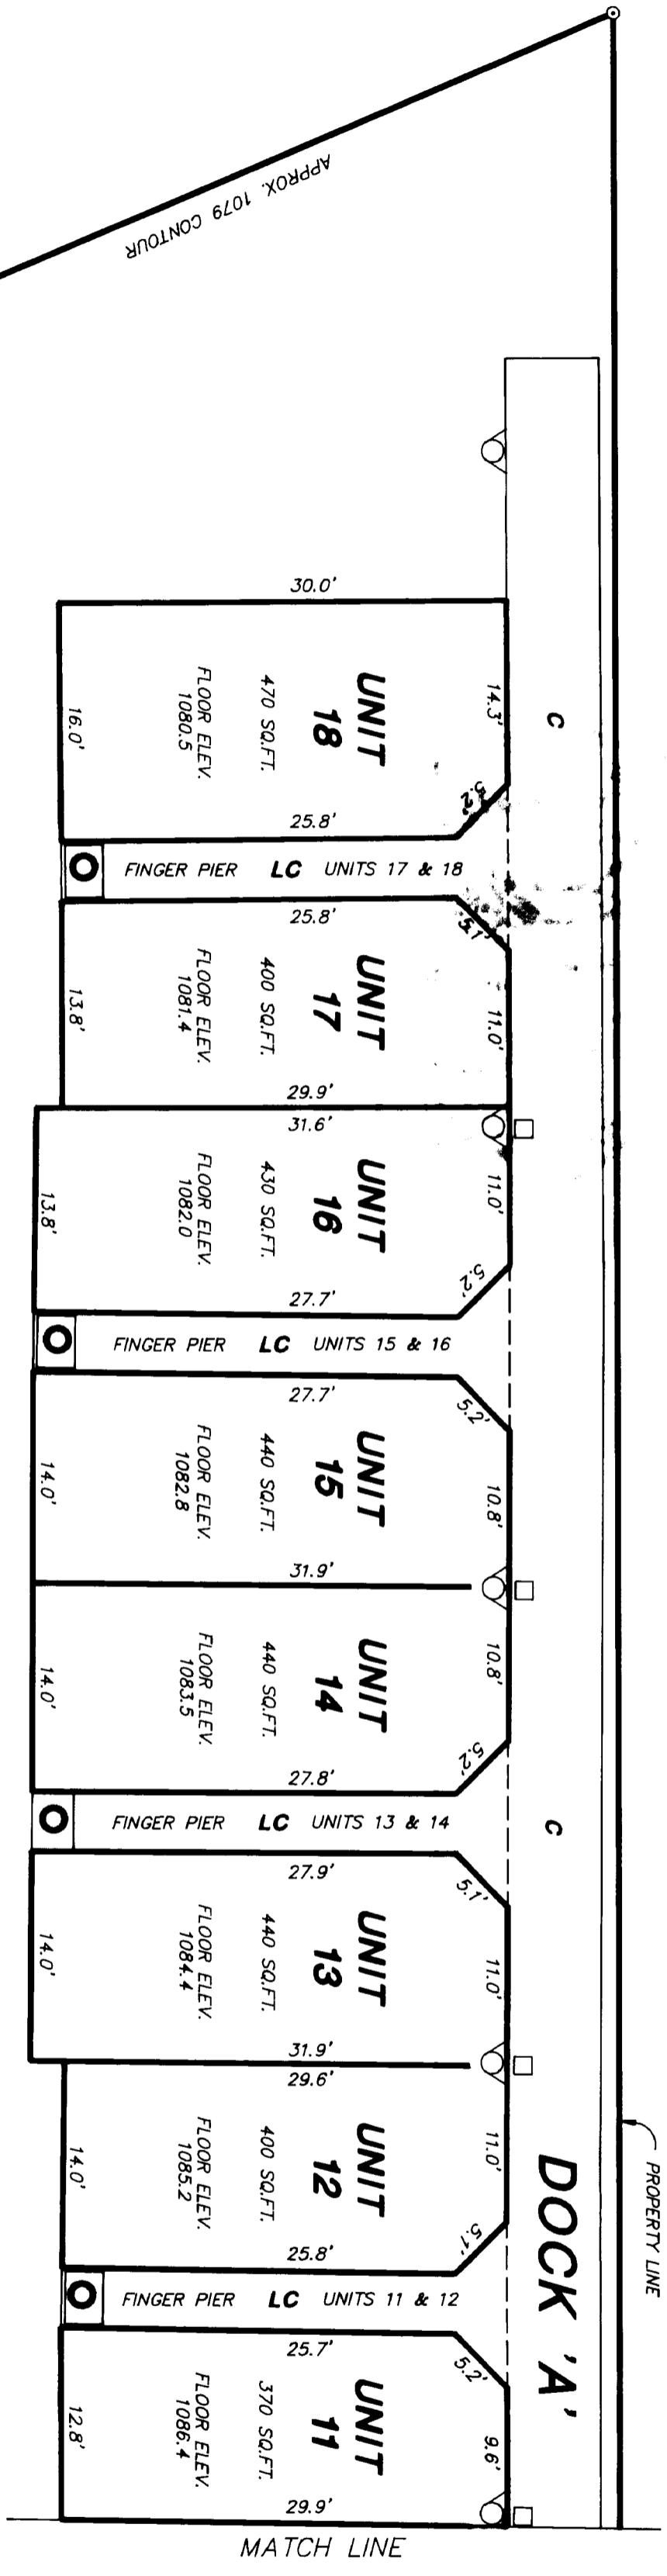 APPROX. 1079 CONTOUR
30.0'
UNIT
18
470 SQ.FT.
FLOOR ELEV.
1080.5
14.3'
C
16.0'
5.2'
25.8'
FINGER PIER LC UNITS 17 & 18
25.8'
5.1'
UNIT
17
400 SQ.FT.
FLOOR ELEV.
1081.4
11.0'
13.8'
29.9'
31.6'
UNIT
16
430 SQ.FT.
FLOOR ELEV.
1082.0
11.0'
13.8'
5.2'
27.7'
FINGER PIER LC UNITS 15 & 16
27.7'
5.2'
UNIT
15
440 SQ.FT.
FLOOR ELEV.
1082.8
10.8'
14.0'
31.9'
UNIT
14
440 SQ.FT.
FLOOR ELEV.
1083.5
10.8'
14.0'
5.2'
27.8'
FINGER PIER LC UNITS 13 & 14
C
27.9'
5.1'
UNIT
13
440 SQ.FT.
FLOOR ELEV.
1084.4
11.0'
14.0'
31.9'
29.6'
UNIT
12
400 SQ.FT.
FLOOR ELEV.
1085.2
11.0'
14.0'
5.1'
25.8'
PROPERTY LINE
DOCK 'A'
FINGER PIER LC UNITS 11 & 12
25.7'
5.2'
UNIT
11
370 SQ.FT.
FLOOR ELEV.
1086.4
9.6'
12.8'
29.9'
MATCH LINE